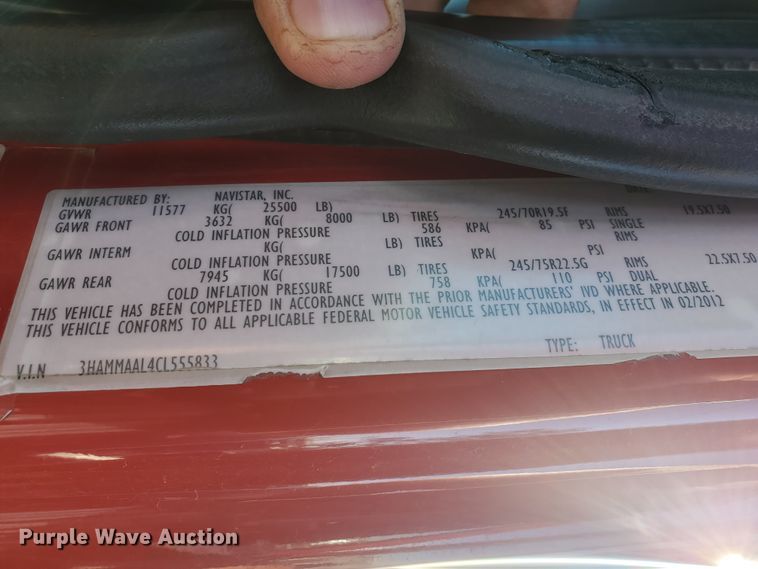 MANUFACTURED BY: NAVISTAR, INC.
GVWR 11577 KG( 25500 LB)
GAWR FRONT 3632 KG( 8000 LB) TIRES 245/70R19.5F RIMS 19.5X7.50
COLD INFLATION PRESSURE 586 KPA( 85 PSI SINGLE
GAWR INTERM KG( LB) TIRES RIMS
COLD INFLATION PRESSURE KPA( PSI
GAWR REAR 7945 KG( 17500 LB) TIRES 245/75R22.5G RIMS 22.5X7.50
COLD INFLATION PRESSURE 758 KPA( 110 PSI DUAL
THIS VEHICLE HAS BEEN COMPLETED IN ACCORDANCE WITH THE PRIOR MANUFACTURERS' IVD WHERE APPLICABLE.
THIS VEHICLE CONFORMS TO ALL APPLICABLE FEDERAL MOTOR VEHICLE SAFETY STANDARDS, IN EFFECT IN 02/2012
TYPE: TRUCK
V.I.N 3HAMMAAL4CL555833
Purple Wave Auction